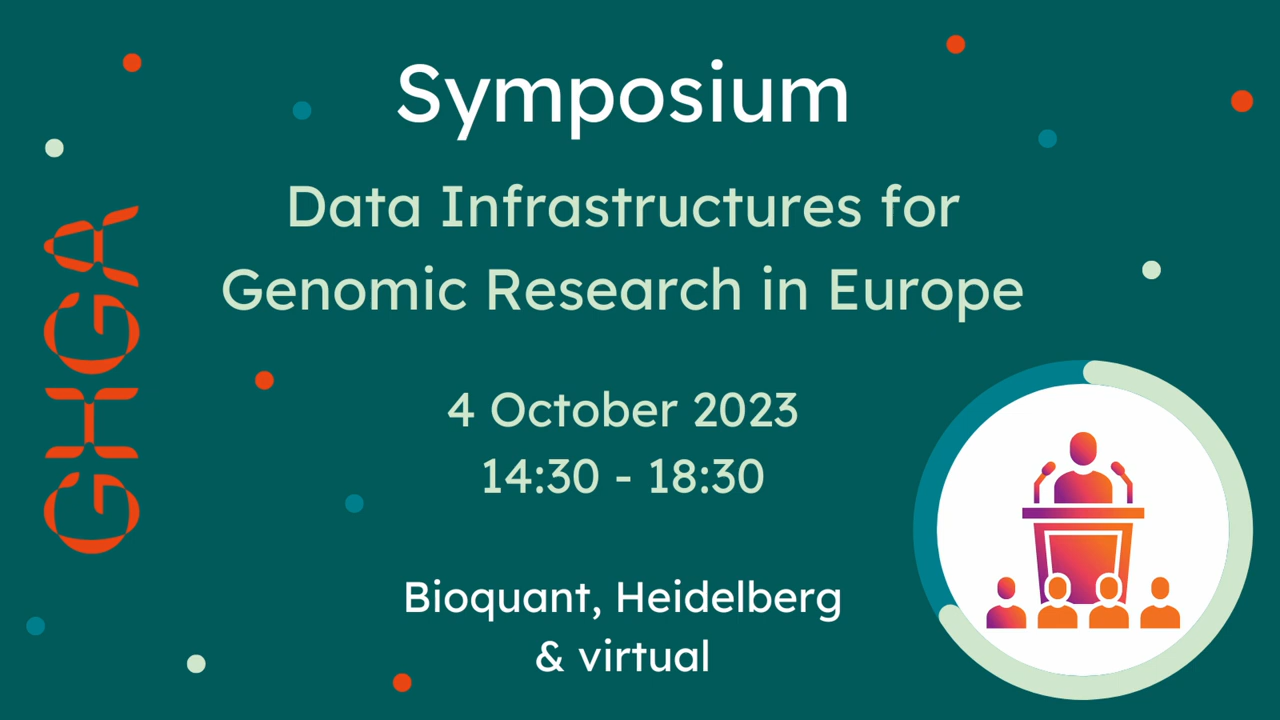 Symposium
Data Infrastructures for
Genomic Research in Europe
GHGA
4 October 2023
14:30 - 18:30
Bioquant, Heidelberg
& virtual